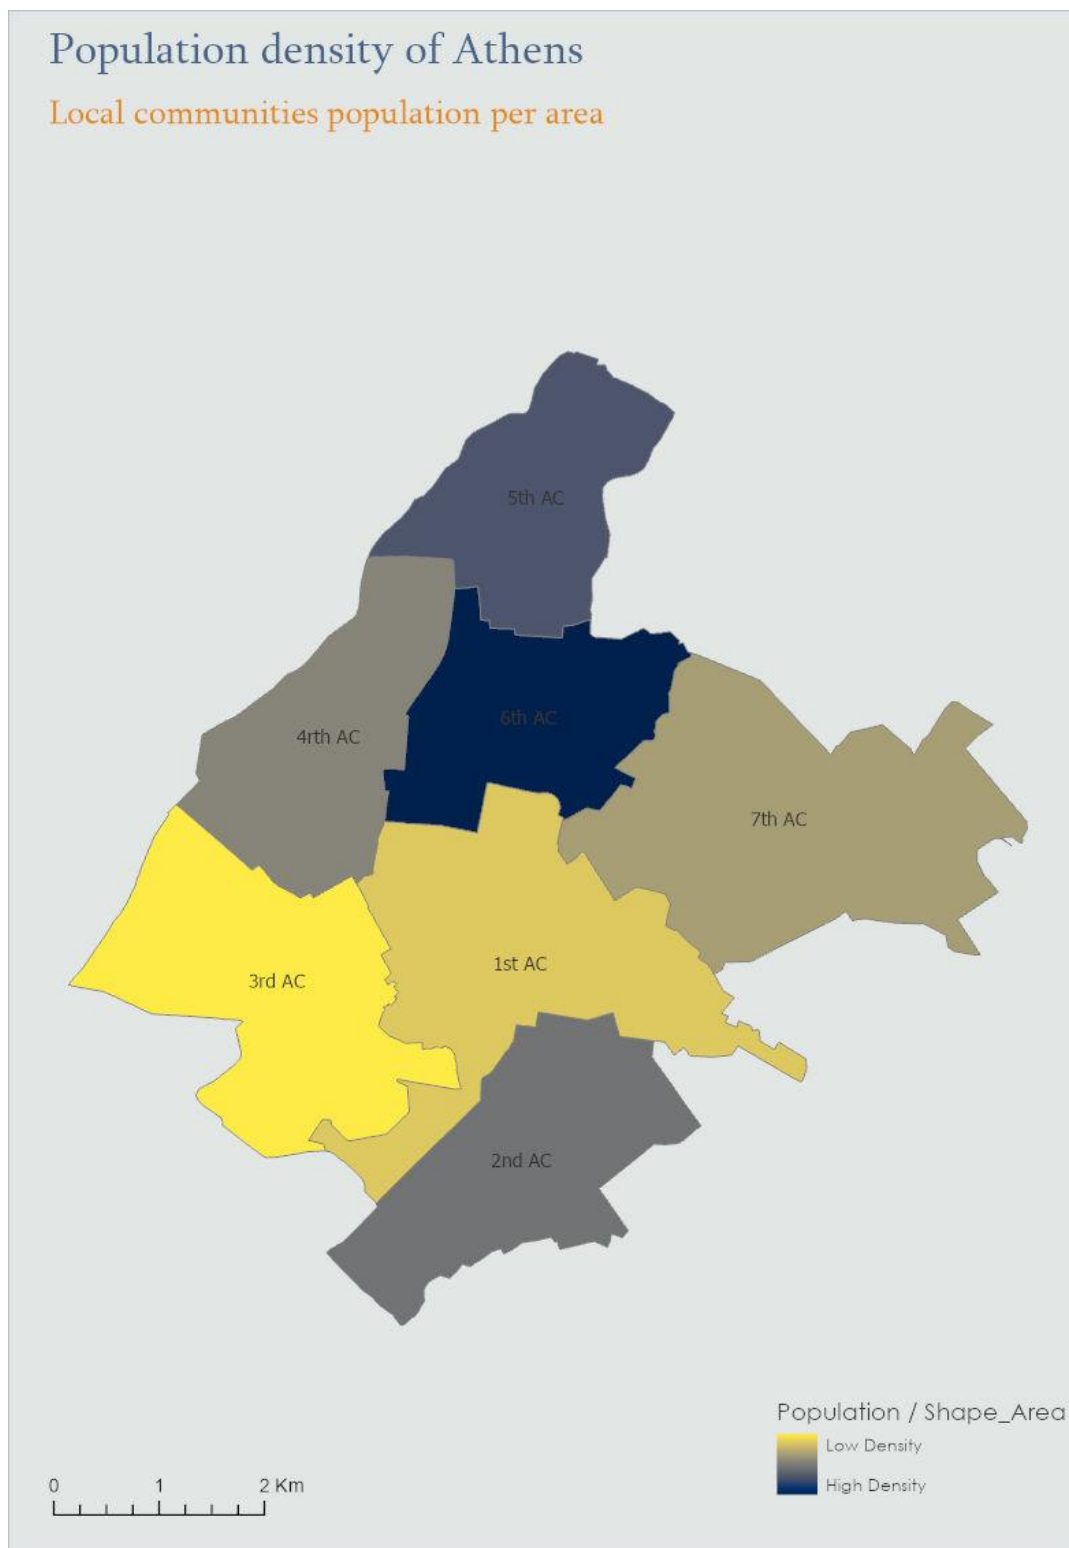 Population density of Athens
Local communities population per area
5th AC
6th AC
4rth AC
7th AC
1st AC
3rd AC
2nd AC
Population / Shape_Area
Low Density
High Density
0 1 2 Km